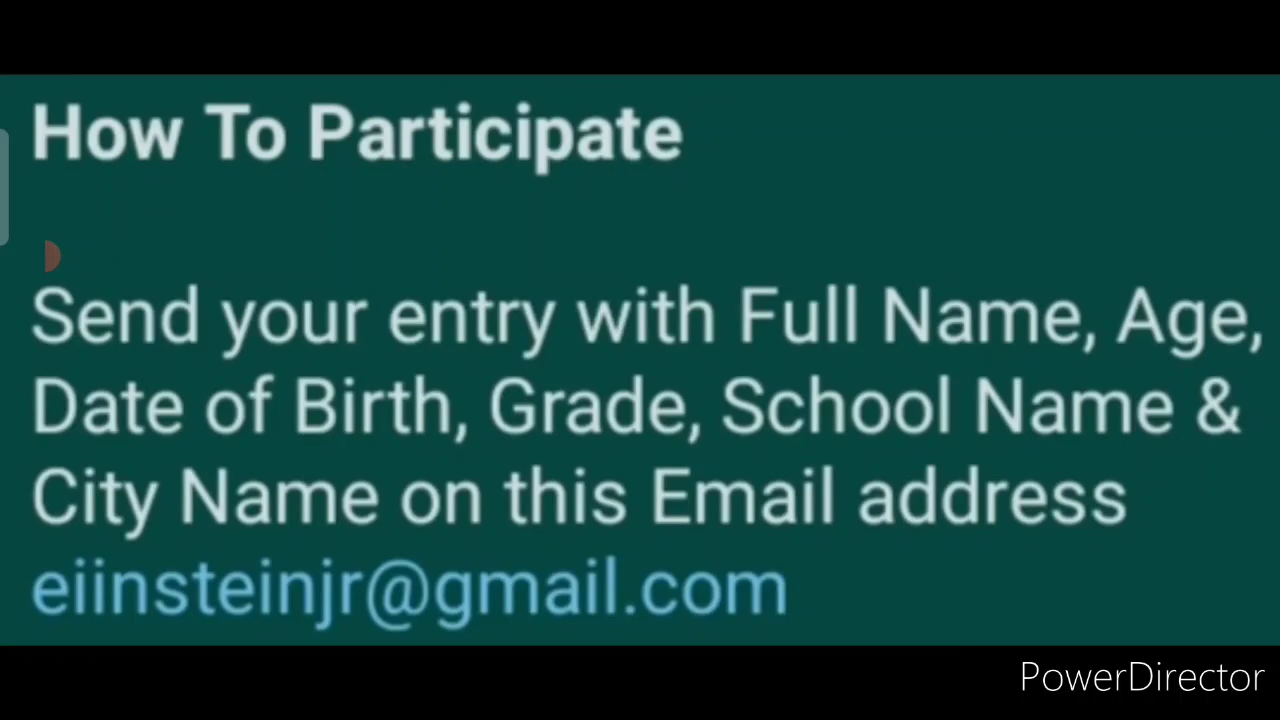 How To Participate
Send your entry with Full Name, Age,
Date of Birth, Grade, School Name &
City Name on this Email address
eiinsteinjr@gmail.com
PowerDirector